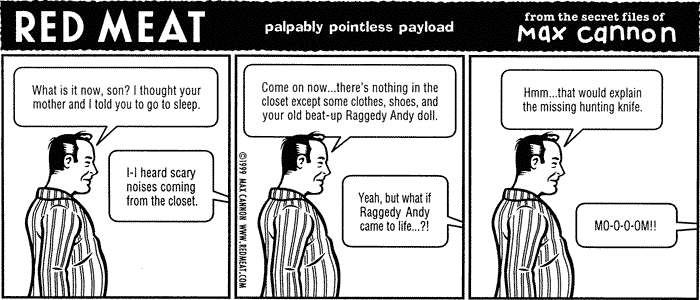 RED MEAT
palpably pointless payload
from the secret files of
max cannon
What is it now, son? I thought your
mother and I told you to go to sleep.
I-I heard scary
noises coming
from the closet.
©1999 MAX CANNON WWW.REDMEAT.COM
Come on now...there's nothing in the
closet except some clothes, shoes, and
your old beat-up Raggedy Andy doll.
Yeah, but what if
Raggedy Andy
came to life...?!
Hmm...that would explain
the missing hunting knife.
MO-O-O-OM!!